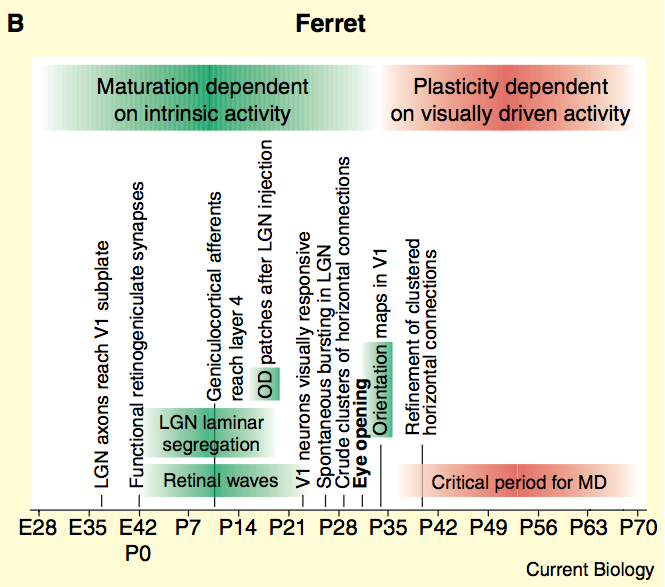 B
Ferret
Maturation dependent
on intrinsic activity
Plasticity dependent
on visually driven activity
LGN axons reach V1 subplate
Functional retinogeniculate synapses
Geniculocortical afferents
reach layer 4
OD patches after LGN injection
V1 neurons visually responsive
Spontaneous bursting in LGN
Crude clusters of horizontal connections
Eye opening
Orientation maps in V1
Refinement of clustered
horizontal connections
LGN laminar
segregation
Retinal waves
Critical period for MD
E28 E35 E42 P7 P14 P21 P28 P35 P42 P49 P56 P63 P70
P0
Current Biology